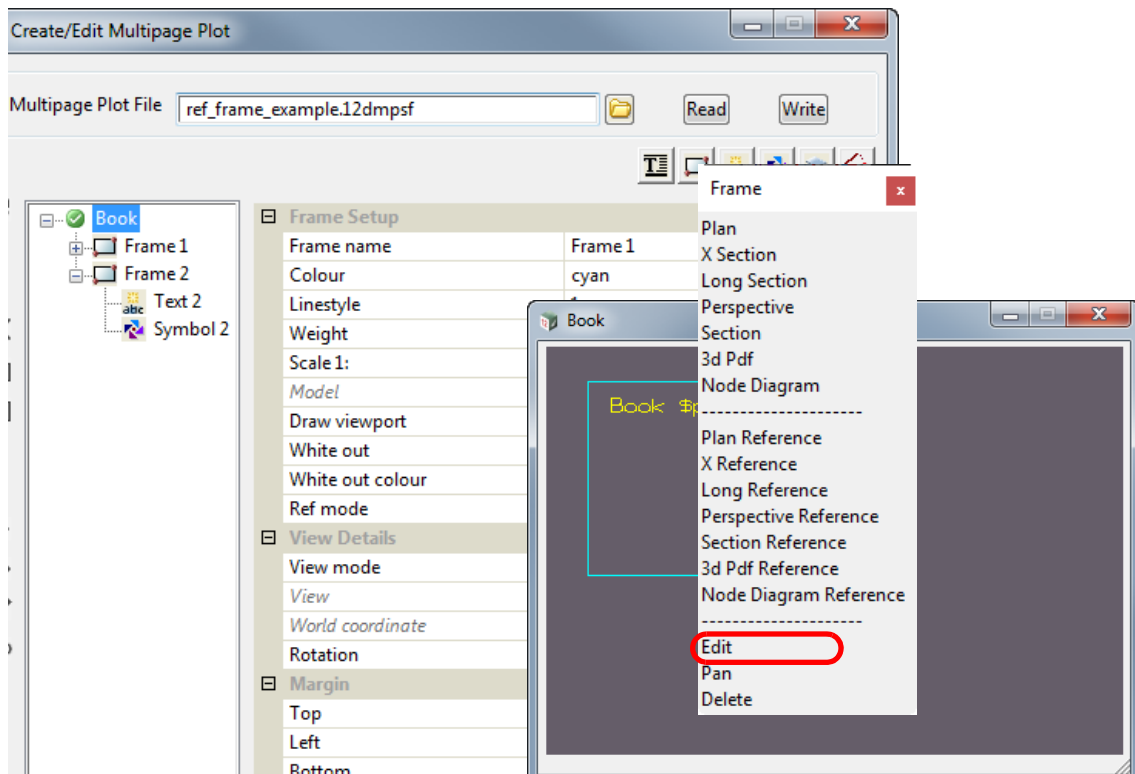 Create/Edit Multipage Plot
Multipage Plot File
ref_frame_example.12dmpsf
Read
Write
Book
Frame 1
Frame 2
abc
Text 2
Symbol 2
Frame Setup
Frame name
Frame 1
Colour
cyan
Linestyle
Weight
Scale 1:
Model
Draw viewport
White out
White out colour
Ref mode
View Details
View mode
View
World coordinate
Rotation
Margin
Top
Left
Bottom
Book
Book
Frame
x
Plan
X Section
Long Section
Perspective
Section
3d Pdf
Node Diagram
---------------------
Plan Reference
X Reference
Long Reference
Perspective Reference
Section Reference
3d Pdf Reference
Node Diagram Reference
---------------------
Edit
Pan
Delete